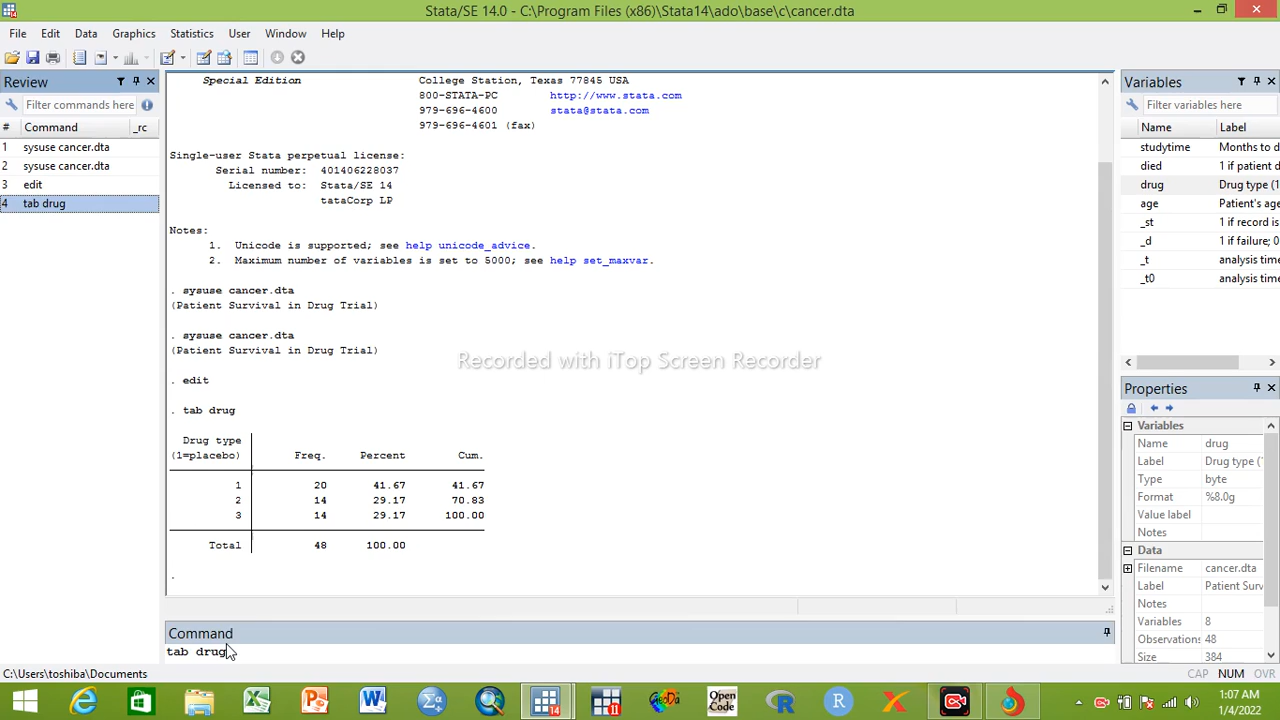 Stata/SE 14.0 - C:\Program Files (x86)\Stata14\ado\base\c\cancer.dta
File Edit Data Graphics Statistics User Window Help
Review
Filter commands here
# Command _rc
1 sysuse cancer.dta
2 sysuse cancer.dta
3 edit
4 tab drug
Special Edition College Station, Texas 77845 USA
800-STATA-PC http://www.stata.com
979-696-4600 stata@stata.com
979-696-4601 (fax)
Single-user Stata perpetual license:
Serial number: 401406228037
Licensed to: Stata/SE 14
tataCorp LP
Notes:
1. Unicode is supported; see help unicode_advice.
2. Maximum number of variables is set to 5000; see help set_maxvar.
. sysuse cancer.dta
(Patient Survival in Drug Trial)
. sysuse cancer.dta
(Patient Survival in Drug Trial)
Recorded with iTop Screen Recorder
. edit
. tab drug
Drug type
(1=placebo) Freq. Percent Cum.
1 20 41.67 41.67
2 14 29.17 70.83
3 14 29.17 100.00
Total 48 100.00
.
Command
tab drug
Variables
Filter variables here
Name Label
studytime Months to d
died 1 if patient d
drug Drug type (1
age Patient's age
_st 1 if record is
_d 1 if failure; 0
_t analysis time
_t0 analysis time
Properties
Variables
Name drug
Label Drug type (
Type byte
Format %8.0g
Value label
Notes
Data
Filename cancer.dta
Label Patient Surv
Notes
Variables 8
Observations 48
Size 384
C:\Users\toshiba\Documents
CAP NUM OVR
14
11
GeoDa
Open
Code
R
R
1:07 AM
1/4/2022